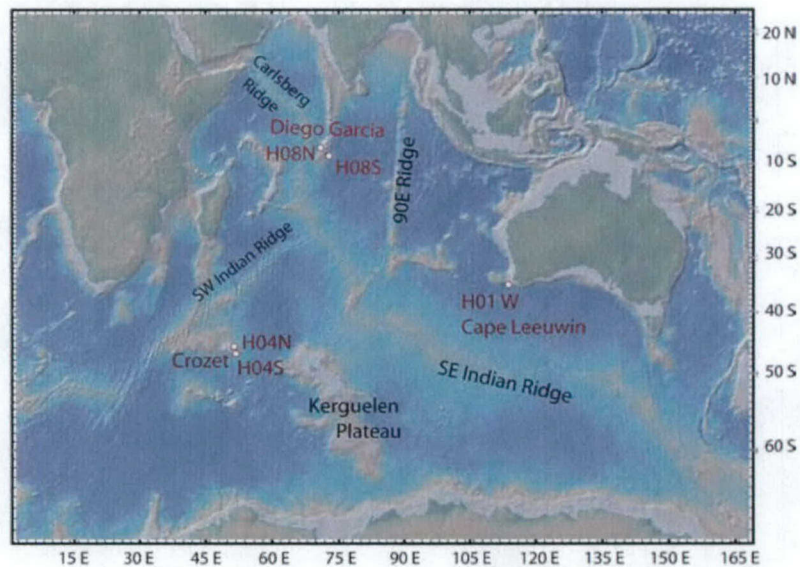 20 N
Carlsberg
Ridge
10 N
Diego Garcia
H08N
H08S
10 S
90E Ridge
20 S
SW Indian Ridge
30 S
H01 W
Cape Leeuwin
40 S
H04N
Crozet
H04S
SE Indian Ridge
50 S
Kerguelen
Plateau
60 S
15 E 30 E 45 E 60 E 75 E 90 E 105 E 120 E 135 E 150 E 165 E